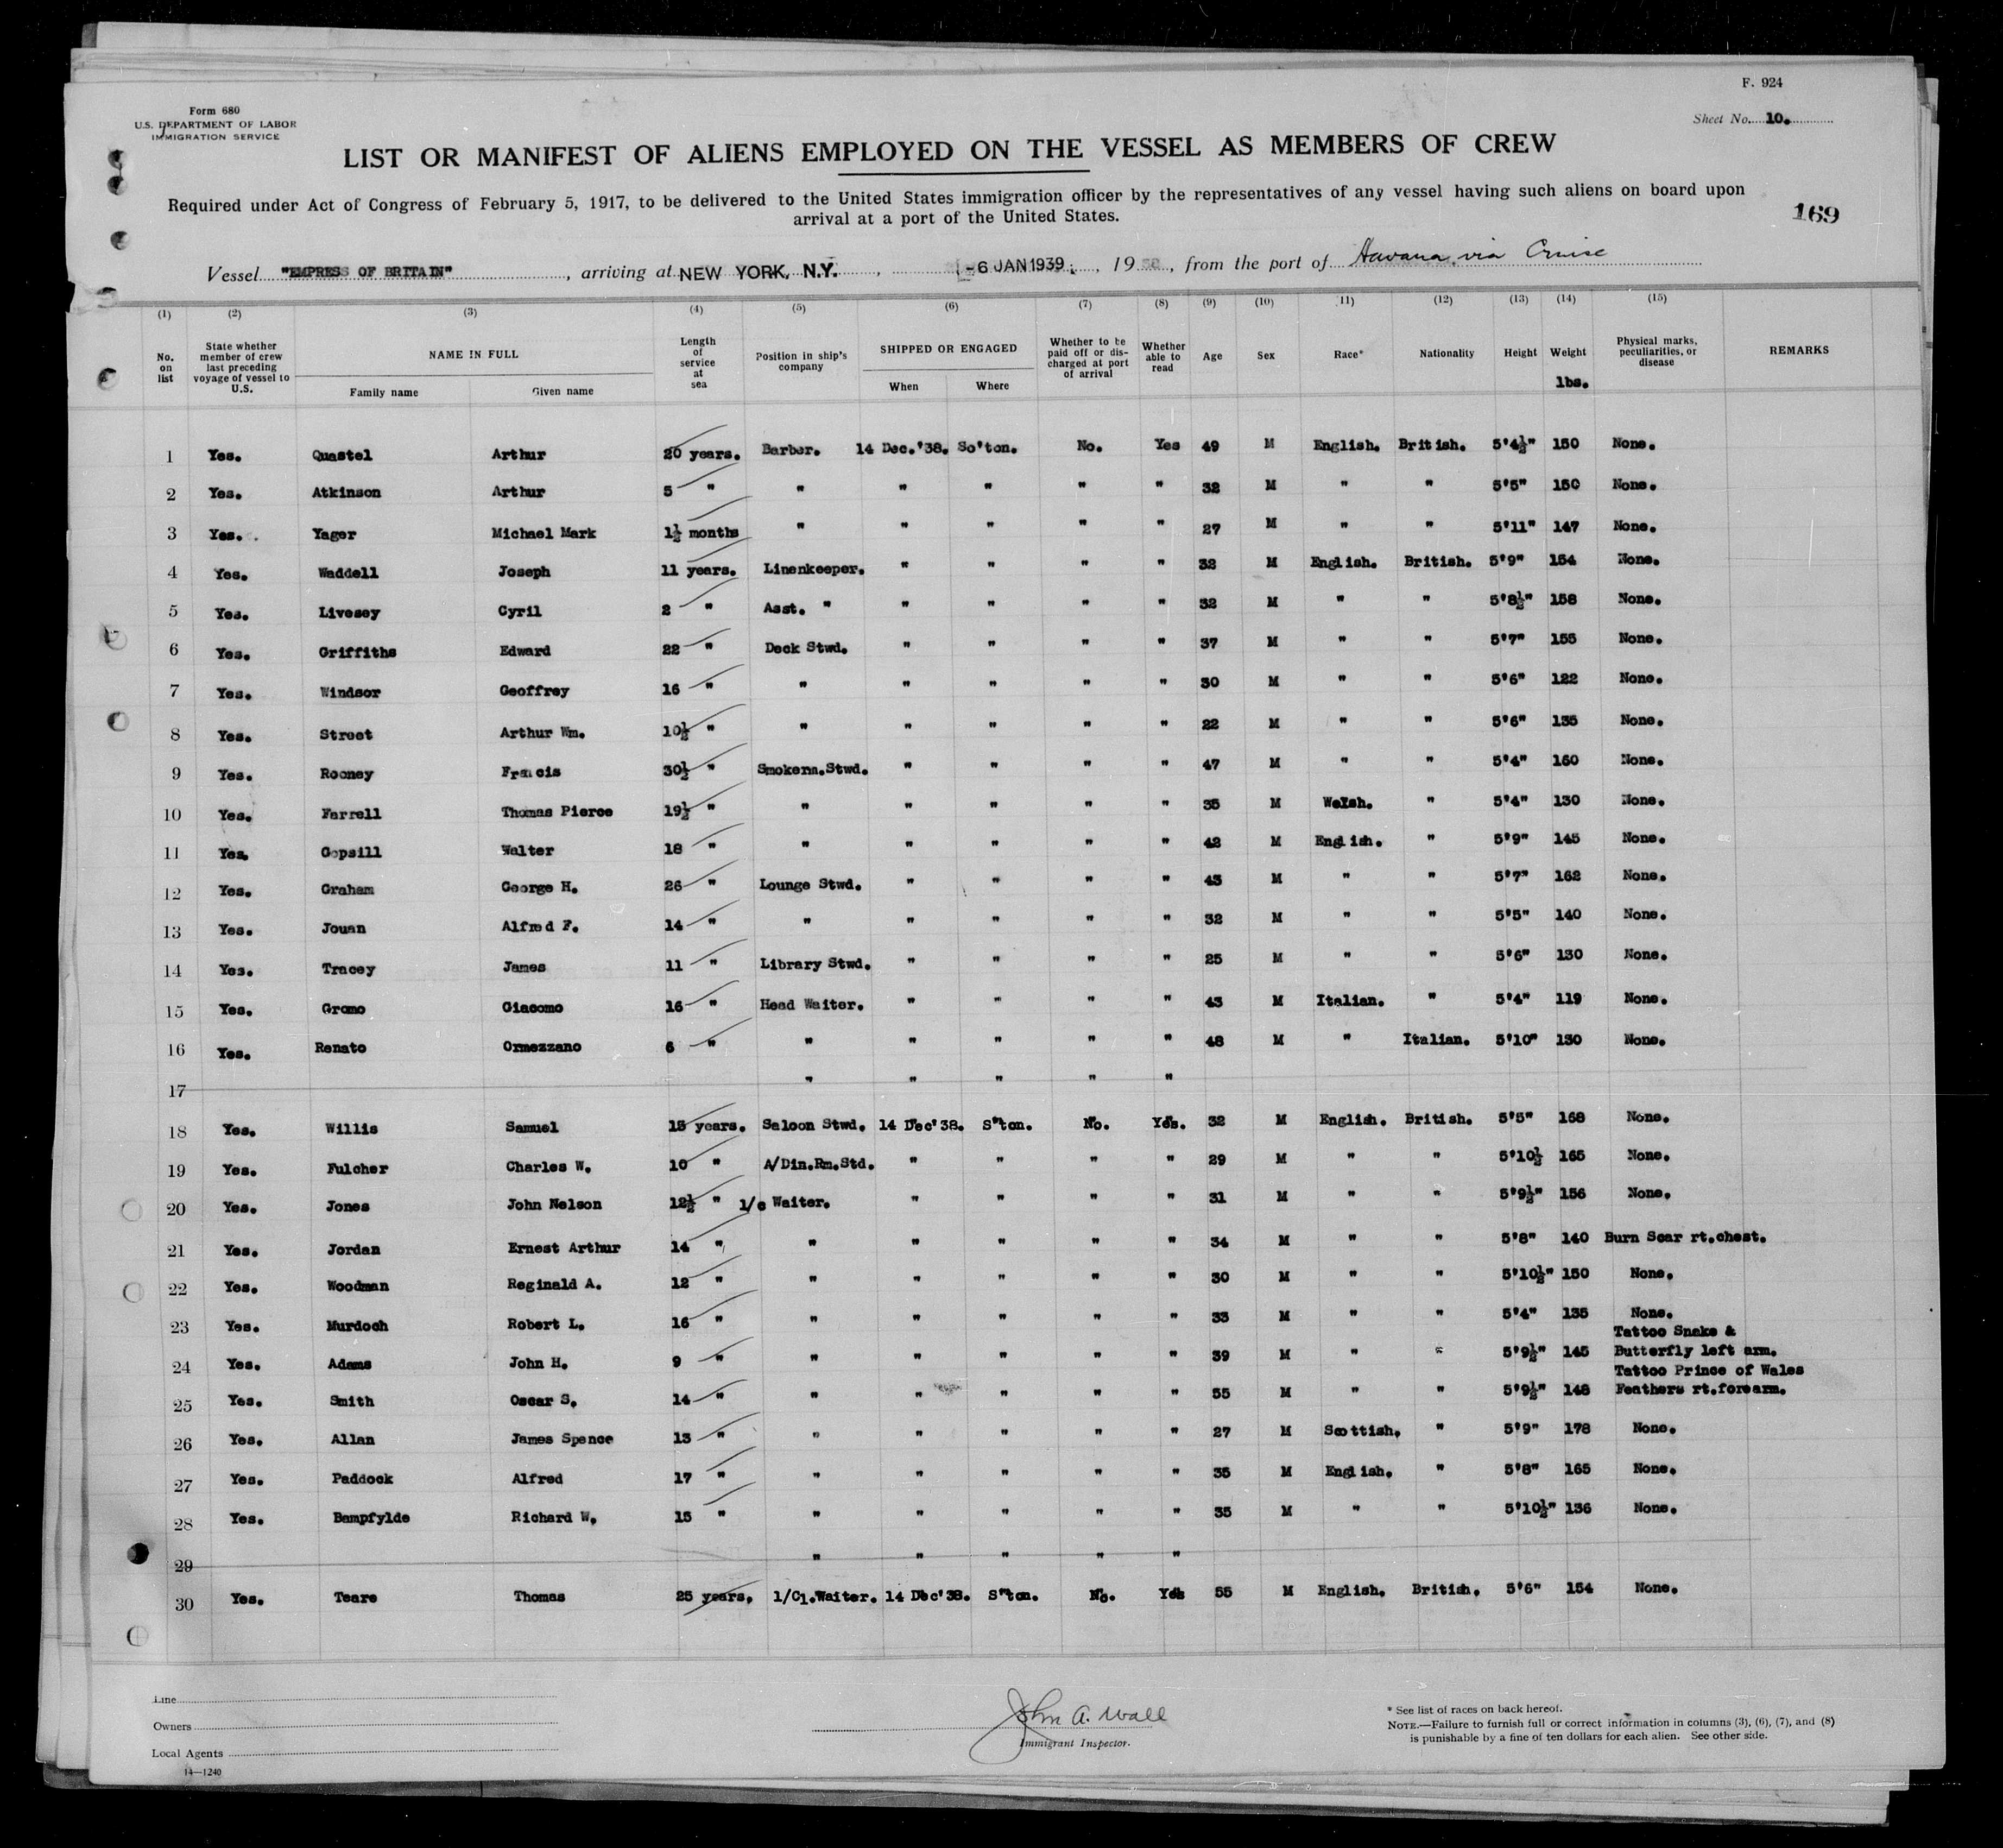 F. 924
Form 680
U.S. DEPARTMENT OF LABOR
IMMIGRATION SERVICE
Sheet No. 10.
LIST OR MANIFEST OF ALIENS EMPLOYED ON THE VESSEL AS MEMBERS OF CREW
Required under Act of Congress of February 5, 1917, to be delivered to the United States immigration officer by the representatives of any vessel having such aliens on board upon
arrival at a port of the United States.
169
Vessel "EMPRESS OF BRITAIN", arriving at NEW YORK, N.Y., -6 JAN 1939, 19, from the port of Havana via Cruise
(1) (2) (3) (4) (5) (6) (7) (8) (9) (10) (11) (12) (13) (14) (15)
No. on list State whether member of crew last preceding voyage of vessel to U.S. NAME IN FULL Family name Given name Length of service at sea Position in ship's company SHIPPED OR ENGAGED When Where Whether to be paid off or discharged at port of arrival Whether able to read Age Sex Race* Nationality Height Weight lbs. Physical marks, peculiarities, or disease REMARKS
1 Yes. Quastel Arthur 20 years. Barber. 14 Dec.'38. So'ton. No. Yes 49 M English. British. 5'4½" 150 None.
2 Yes. Atkinson Arthur 5 " " " " " " 32 M " " 5'5" 150 None.
3 Yes. Yager Michael Mark 1½ months " " " " " 27 M " " 5'11" 147 None.
4 Yes. Waddell Joseph 11 years. Linenkeeper. " " " " 32 M English. British. 5'9" 154 None.
5 Yes. Livesey Cyril 2 " Asst. " " " " " 32 M " " 5'8½" 158 None.
6 Yes. Griffiths Edward 22 " Deck Stwd. " " " " 37 M " " 5'7" 155 None.
7 Yes. Windsor Geoffrey 16 " " " " " " 30 M " " 5'6" 122 None.
8 Yes. Street Arthur Wm. 10½ " " " " " " 22 M " " 5'6" 135 None.
9 Yes. Rooney Francis 30½ " Smokerm.Stwd. " " " " 47 M " " 5'4" 160 None.
10 Yes. Farrell Thomas Pierce 19½ " " " " " " 35 M Welsh. " 5'4" 130 None.
11 Yes. Gopsill Walter 18 " " " " " " 42 M English. " 5'9" 145 None.
12 Yes. Graham George H. 26 " Lounge Stwd. " " " " 43 M " " 5'7" 162 None.
13 Yes. Jouan Alfred F. 14 " " " " " " 32 M " " 5'5" 140 None.
14 Yes. Tracey James 11 " Library Stwd. " " " " 25 M " " 5'6" 130 None.
15 Yes. Gromo Giacomo 16 " Head Waiter. " " " " 43 M Italian. " 5'4" 119 None.
16 Yes. Renato Ormezzano 6 " " " " " " 48 M " Italian. 5'10" 130 None.
17 " " " " "
18 Yes. Willis Samuel 15 years. Saloon Stwd. 14 Dec'38. S'ton. No. Yes. 32 M English. British. 5'5" 168 None.
19 Yes. Fulcher Charles W. 10 " A/Din.Rm.Std. " " " " 29 M " " 5'10½ 165 None.
20 Yes. Jones John Nelson 12½ " 1/c Waiter. " " " " 31 M " " 5'9½" 156 None.
21 Yes. Jordan Ernest Arthur 14 " " " " " " 34 M " " 5'8" 140 Burn Scar rt.chest.
22 Yes. Woodman Reginald A. 12 " " " " " " 30 M " " 5'10½" 150 None.
23 Yes. Murdoch Robert L. 16 " " " " " " 33 M " " 5'4" 135 None.
Tattoo Snake &
24 Yes. Adams John H. 9 " " " " " " 39 M " " 5'9½" 145 Butterfly left arm.
Tattoo Prince of Wales
25 Yes. Smith Oscar S. 14 " " " " " " 55 M " " 5'9½" 148 Feathers rt.forearm.
26 Yes. Allan James Spence 13 " " " " " " 27 M Scottish. " 5'9" 178 None.
27 Yes. Paddock Alfred 17 " " " " " " 35 M English. " 5'8" 165 None.
28 Yes. Bampfylde Richard W. 15 " " " " " " 35 M " " 5'10½" 136 None.
29 " " " " "
30 Yes. Teare Thomas 25 years. 1/Cl.Waiter. 14 Dec'38. S'ton. No. Yes 55 M English. British. 5'6" 154 None.
Line
Owners
Local Agents
14—1240
John A. Wall
Immigrant Inspector.
* See list of races on back hereof.
NOTE.—Failure to furnish full or correct information in columns (3), (6), (7), and (8)
is punishable by a fine of ten dollars for each alien. See other side.